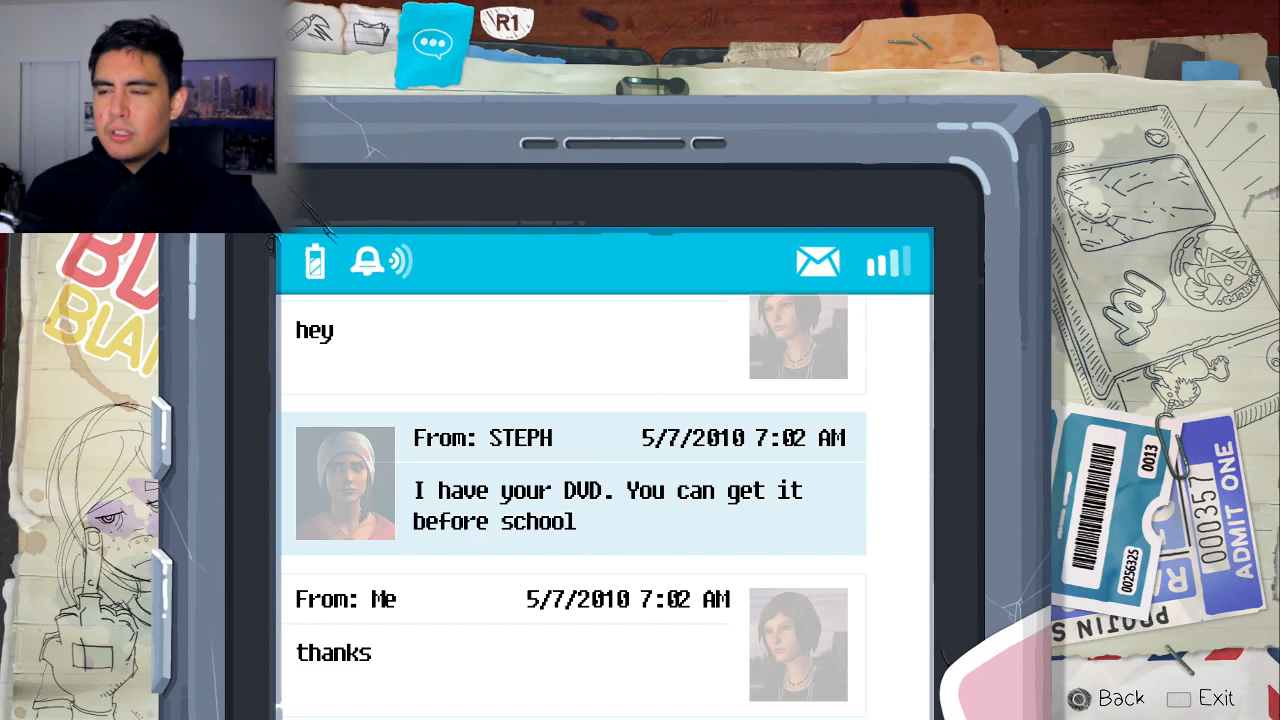 R1
hey
From: STEPH 5/7/2010 7:02 AM
I have your DVD. You can get it
before school
From: Me 5/7/2010 7:02 AM
thanks
0013
00256325
000357
ADMIT ONE
Back
Exit